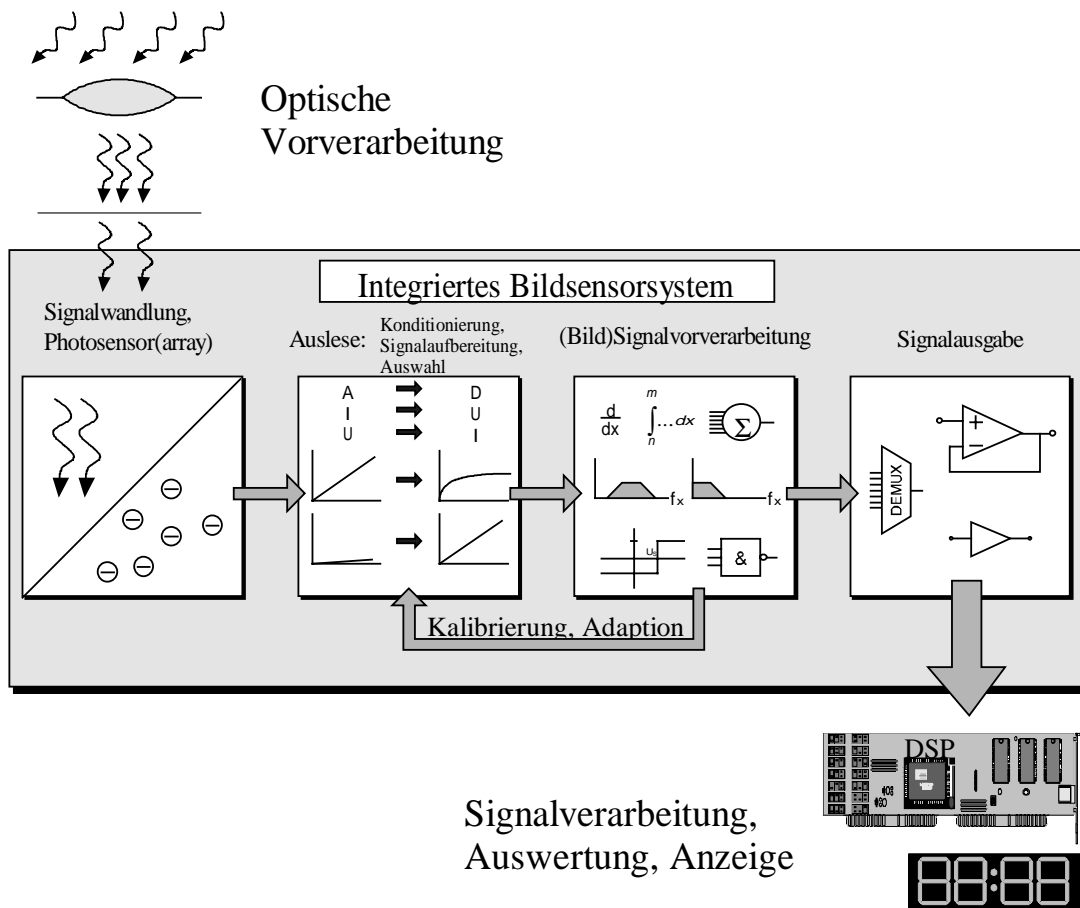 Optische
Vorverarbeitung
Integriertes Bildsensorsystem
Signalwandlung,
Photosensor(array)
Auslese:
Konditionierung,
Signalaufbereitung,
Auswahl
(Bild)Signalvorverarbeitung
Signalausgabe
A D
I U
U I
d
dx
m
∫...dx
n
Σ
fx
fx
&
+
−
DEMUX
Kalibrierung, Adaption
DSP
Signalverarbeitung,
Auswertung, Anzeige
88:88